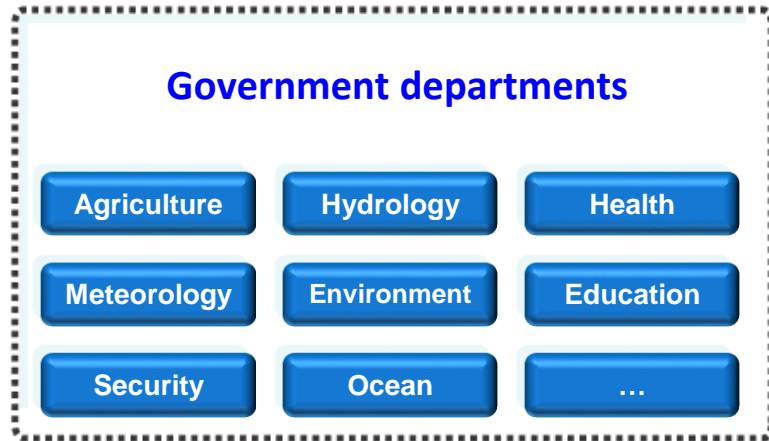 Government departments
Agriculture Hydrology Health
Meteorology Environment Education
Security Ocean …